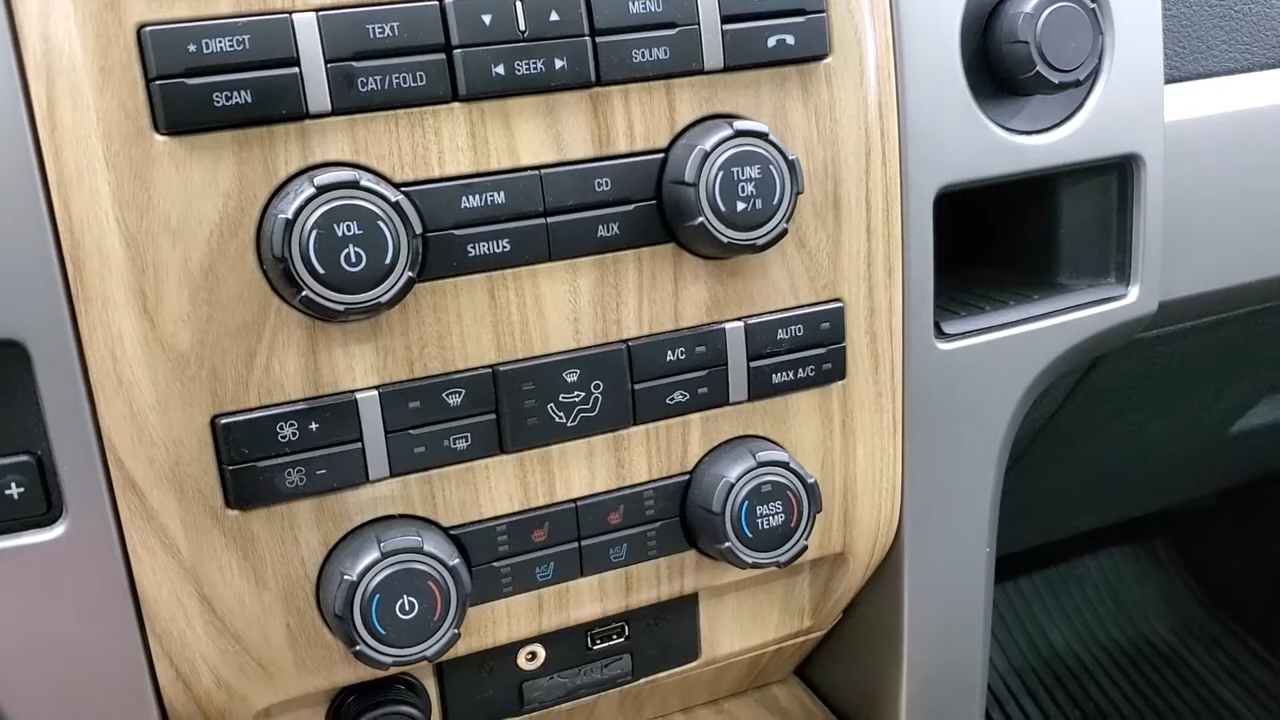 * DIRECT
TEXT
MENU
SCAN
CAT / FOLD
SEEK
SOUND
VOL
AM/FM
CD
TUNE
OK
SIRIUS
AUX
A/C
AUTO
MAX A/C
+
R
-
+
PASS
TEMP
A/C
A/C